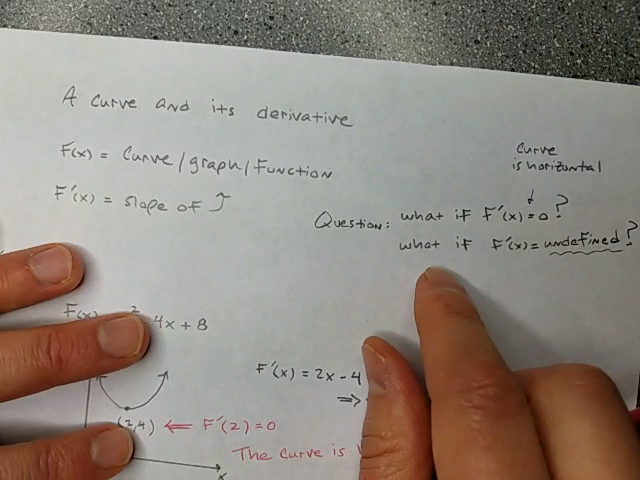 A curve and its derivative
F(x) = curve/graph/Function
F'(x) = slope of ⤴
curve
is horizontal
↓
Question: what if F'(x) = 0?
what if F'(x) = undefined?
F(x) 2 4x + 8
F'(x) = 2x - 4
⇒
(2,4) ⇐ F'(2) = 0
The curve is
x